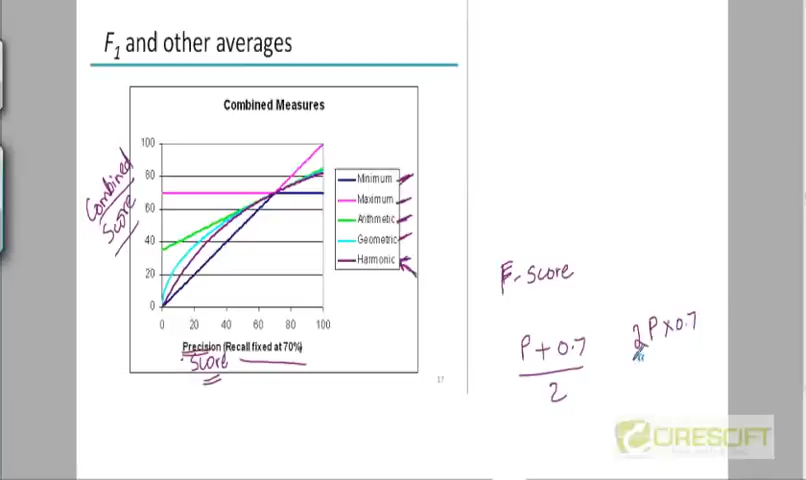 F1 and other averages
Combined Measures
100
80
60
40
20
0
0 20 40 60 80 100
Precision (Recall fixed at 70%)
Minimum
Maximum
Arithmetic
Geometric
Harmonic
Combined
Score
Score
17
F-Score
P + 0.7
2
2 P × 0.7
CIRESOFT